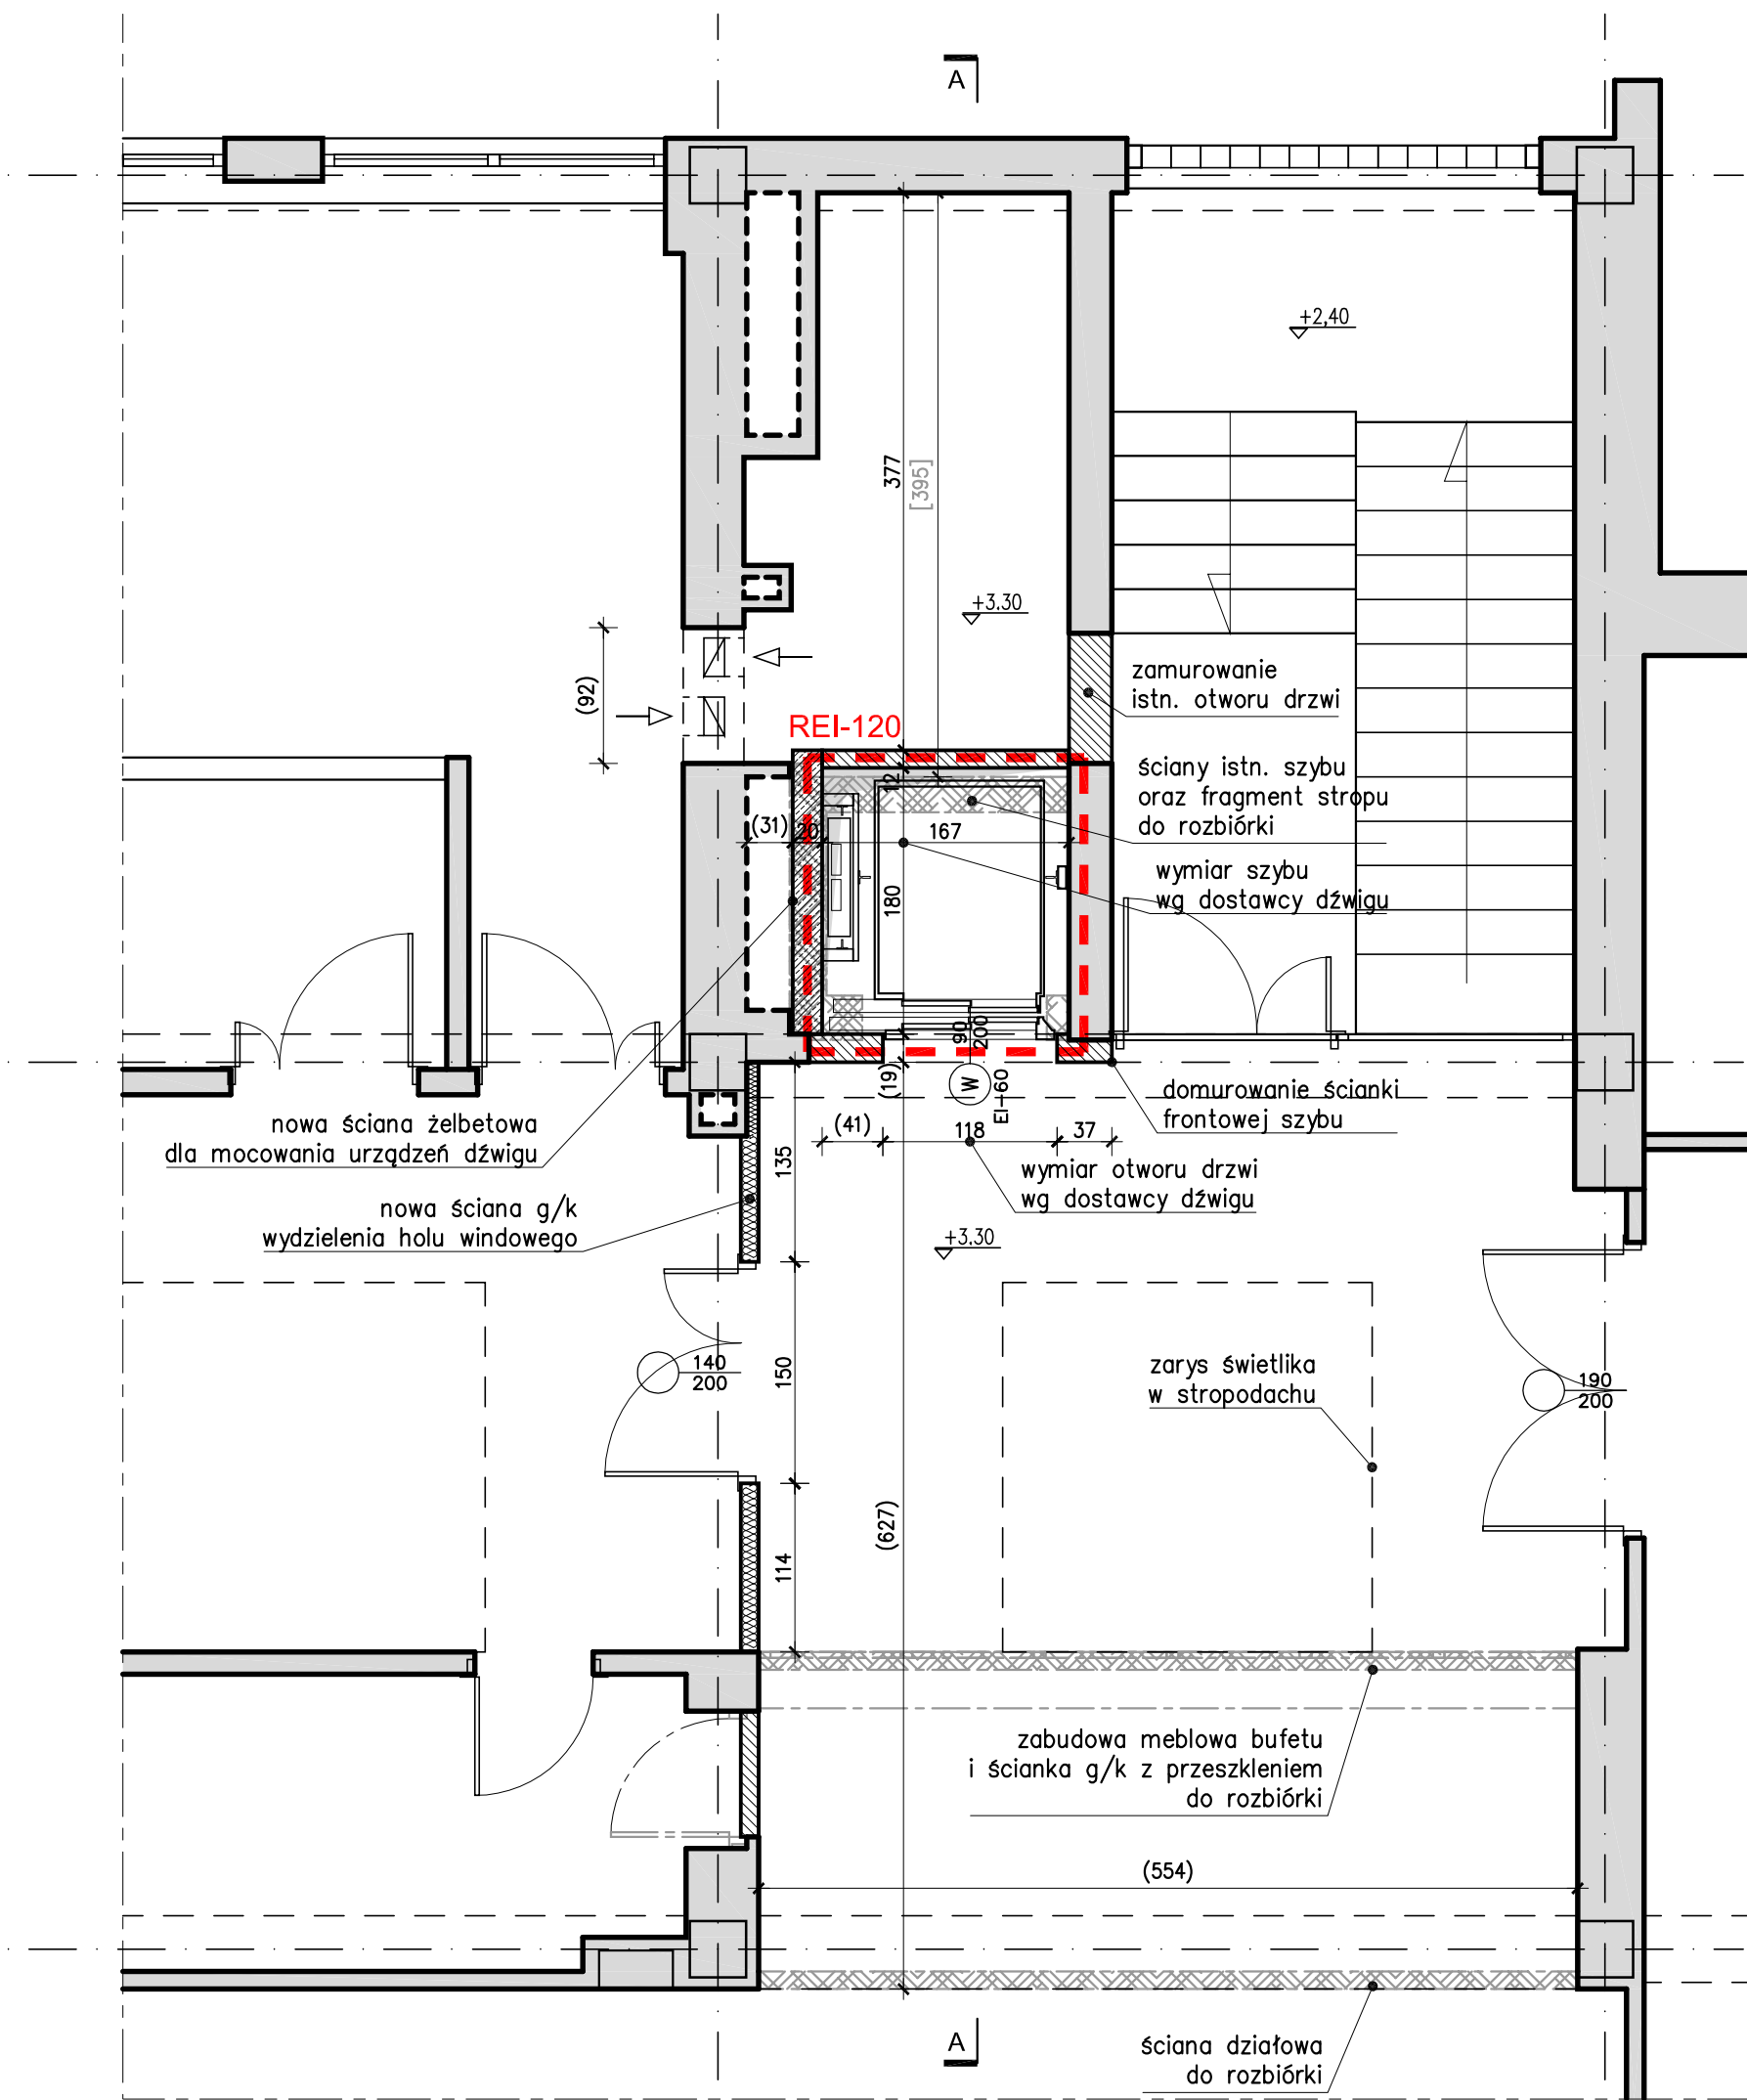 A
+2,40
377
[395]
+3.30
(92)
zamurowanie
istn. otworu drzwi
REI-120
ściany istn. szybu
oraz fragment stropu
do rozbiórki
12
(31)
20
167
wymiar szybu
wg dostawcy dźwigu
180
90
200
(19)
W
EI-60
domurowanie ścianki
frontowej szybu
nowa ściana żelbetowa
dla mocowania urządzeń dźwigu
(41)
118
37
135
wymiar otworu drzwi
wg dostawcy dźwigu
nowa ściana g/k
wydzielenia holu windowego
+3.30
140
200
150
zarys świetlika
w stropodachu
190
200
(627)
114
zabudowa meblowa bufetu
i ścianka g/k z przeszkleniem
do rozbiórki
(554)
A
ściana działowa
do rozbiórki